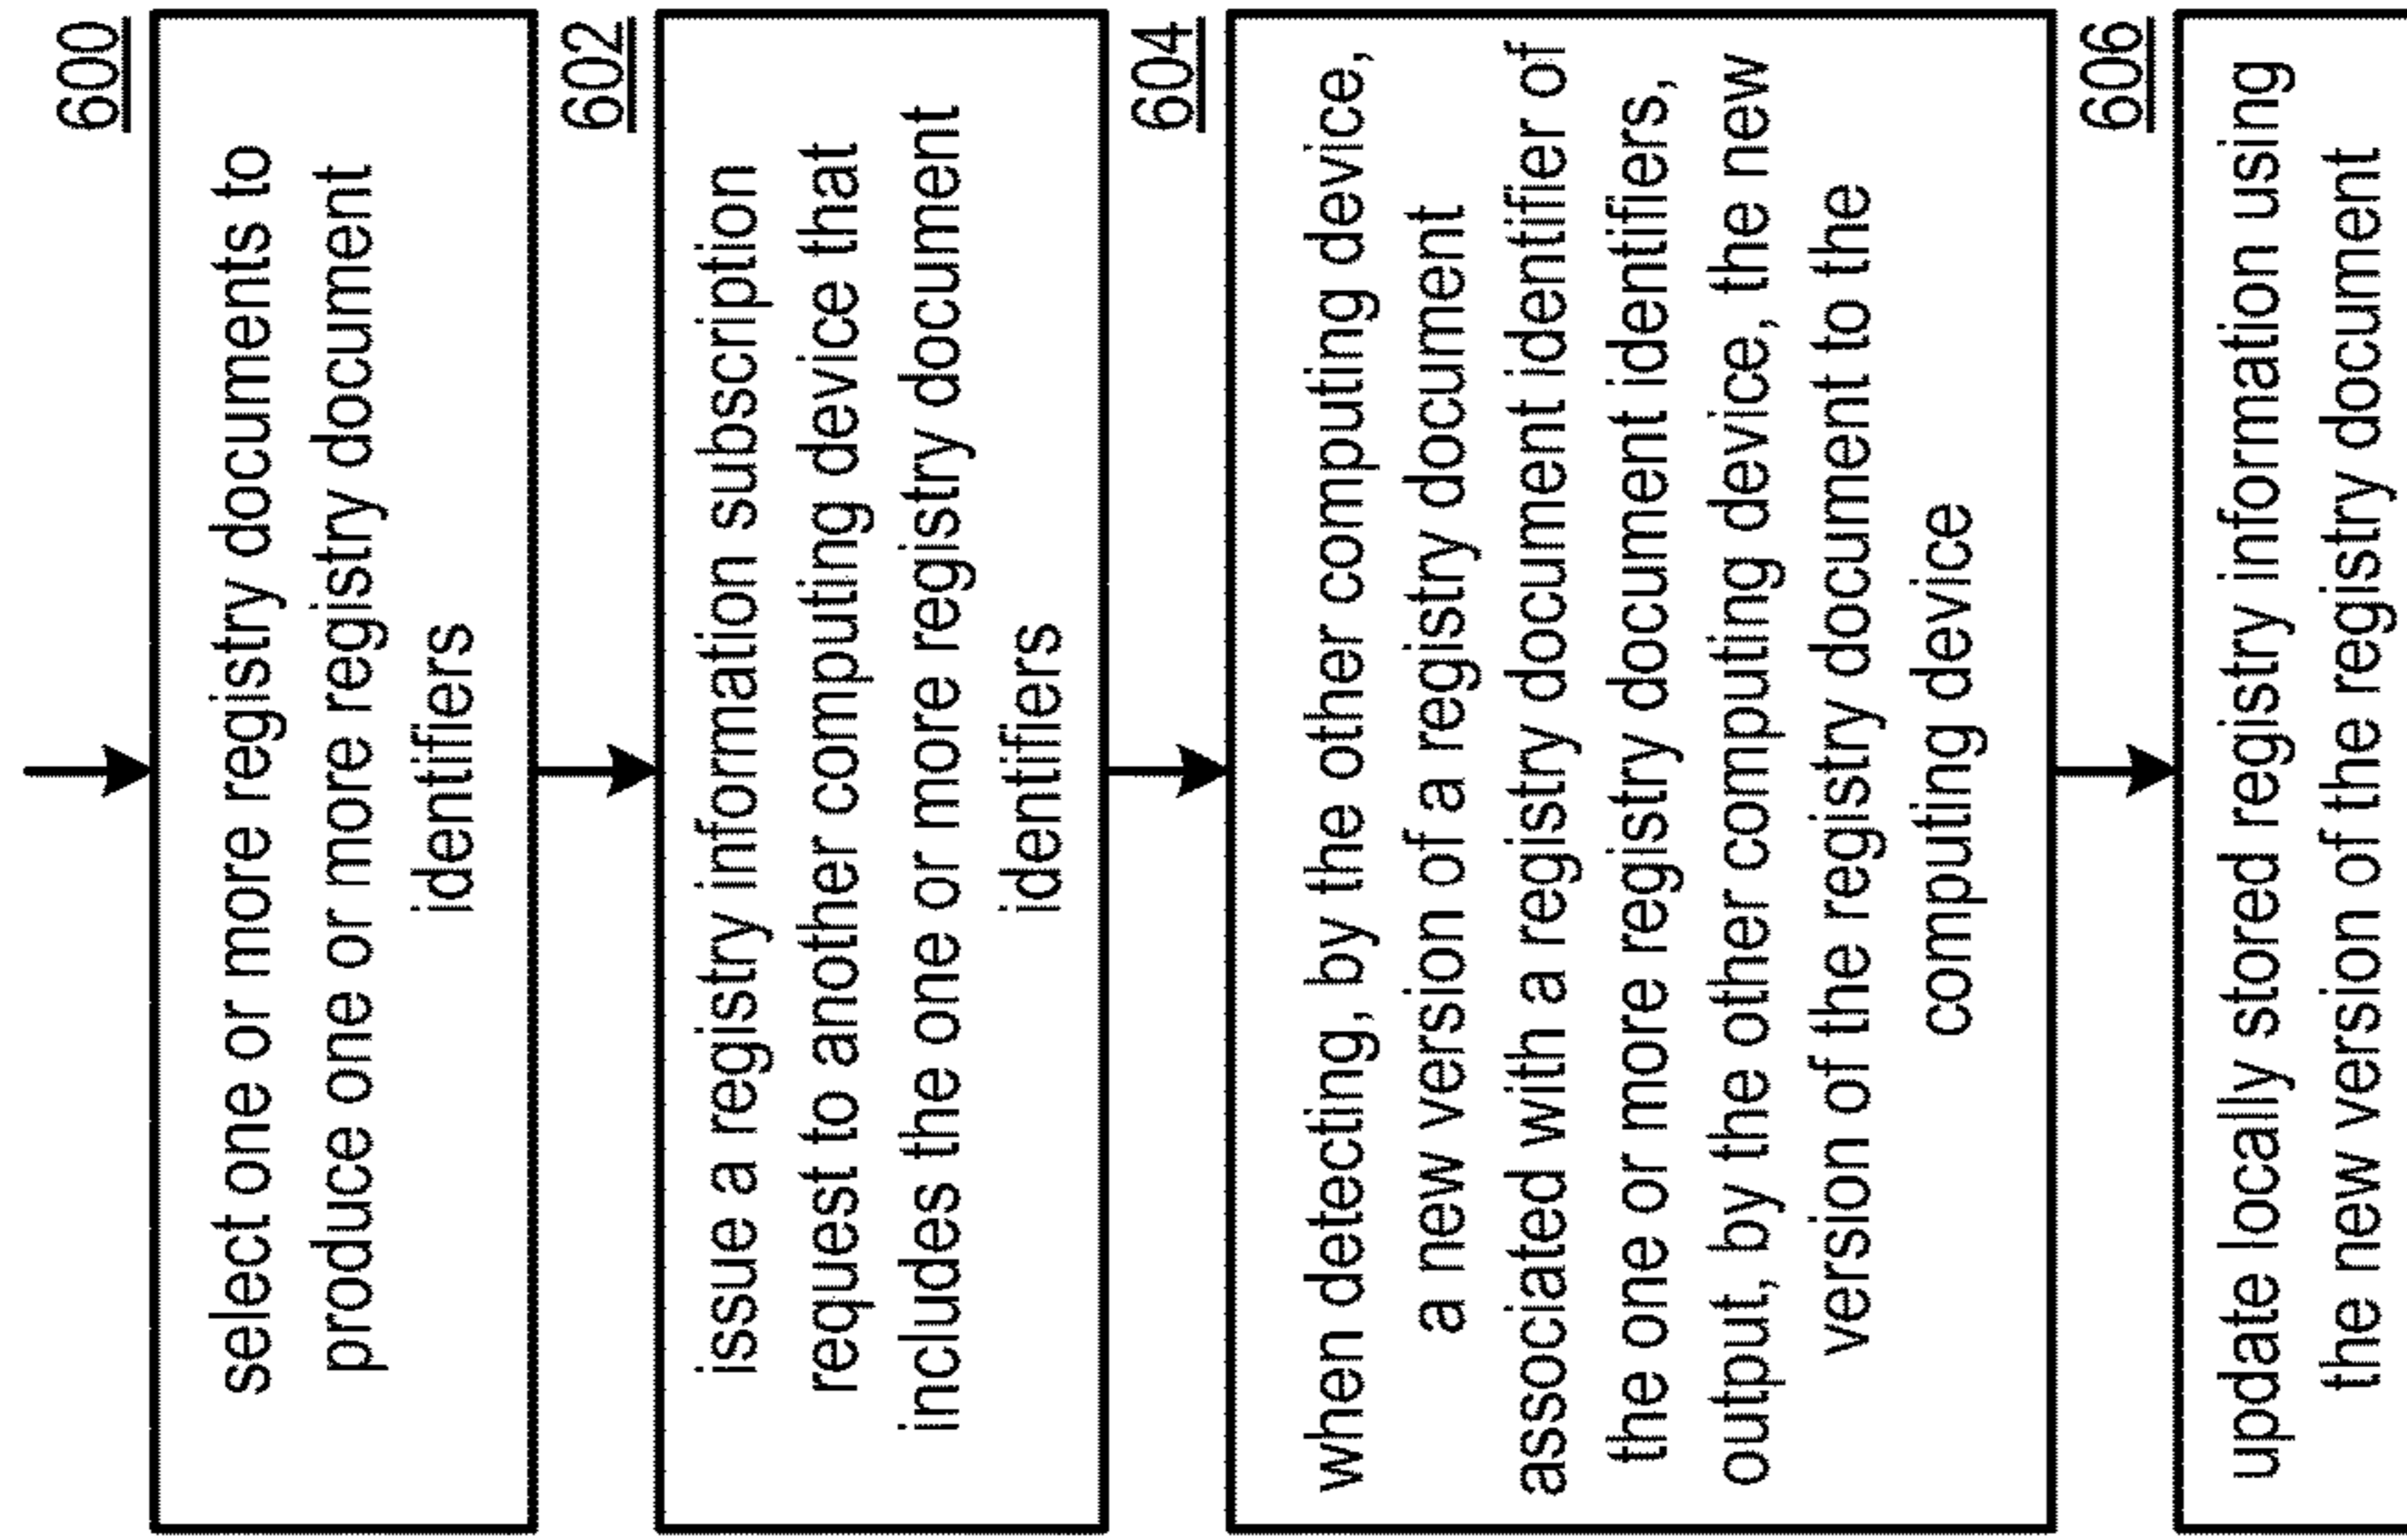 600
select one or more registry documents to
produce one or more registry document
identifiers
602
issue a registry information subscription
request to another computing device that
includes the one or more registry document
identifiers
604
when detecting, by the other computing device,
a new version of a registry document
associated with a registry document identifier of
the one or more registry document identifiers,
output, by the other computing device, the new
version of the registry document to the
computing device
606
update locally stored registry information using
the new version of the registry document